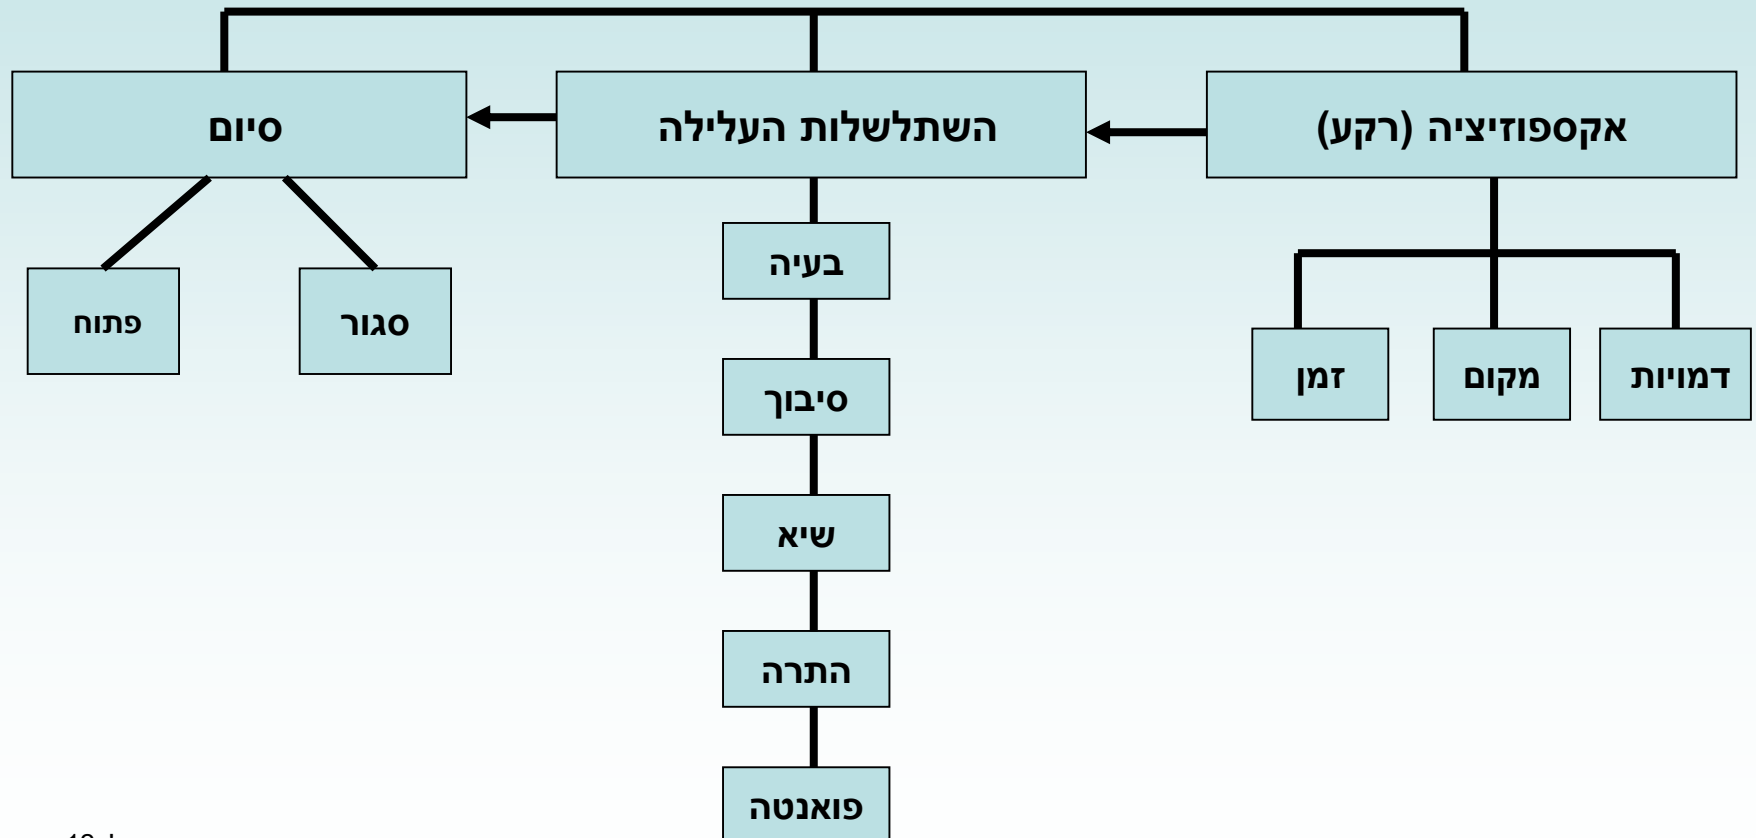 אקספוזיציה (רקע)
השתלשלות העלילה
סיום
דמויות
מקום
זמן
בעיה
סיבוך
שיא
התרה
פואנטה
סגור
פתוח